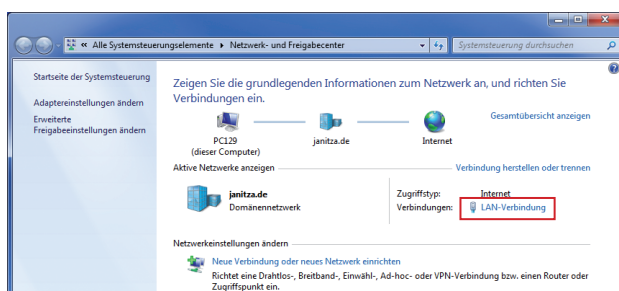 « Alle Systemsteuerungselemente ▸ Netzwerk- und Freigabecenter
Systemsteuerung durchsuchen
Startseite der Systemsteuerung
Adaptereinstellungen ändern
Erweiterte
Freigabeeinstellungen ändern
Zeigen Sie die grundlegenden Informationen zum Netzwerk an, und richten Sie
Verbindungen ein.
Gesamtübersicht anzeigen
PC129
(dieser Computer)
janitza.de
Internet
Aktive Netzwerke anzeigen
Verbindung herstellen oder trennen
janitza.de
Domänennetzwerk
Zugriffstyp: Internet
Verbindungen: LAN-Verbindung
Netzwerkeinstellungen ändern
Neue Verbindung oder neues Netzwerk einrichten
Richtet eine Drahtlos-, Breitband-, Einwähl-, Ad-hoc- oder VPN-Verbindung bzw. einen Router oder
Zugriffspunkt ein.